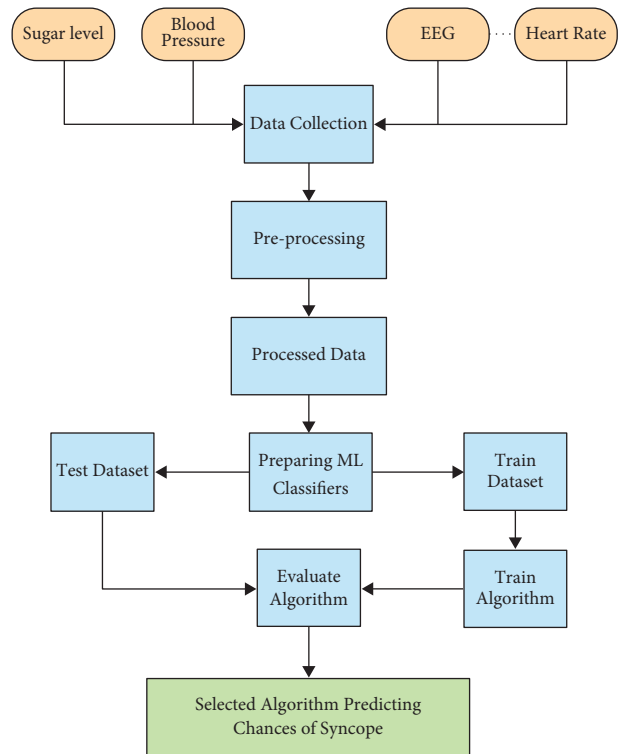 Sugar level
Blood
Pressure
EEG
Heart Rate
Data Collection
Pre-processing
Processed Data
Test Dataset
Preparing ML
Classifiers
Train
Dataset
Evaluate
Algorithm
Train
Algorithm
Selected Algorithm Predicting
Chances of Syncope